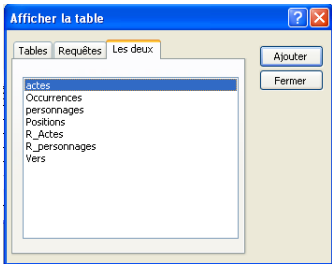 Afficher la table
Tables Requêtes Les deux
Ajouter
Fermer
actes
Occurrences
personnages
Positions
R_Actes
R_personnages
Vers